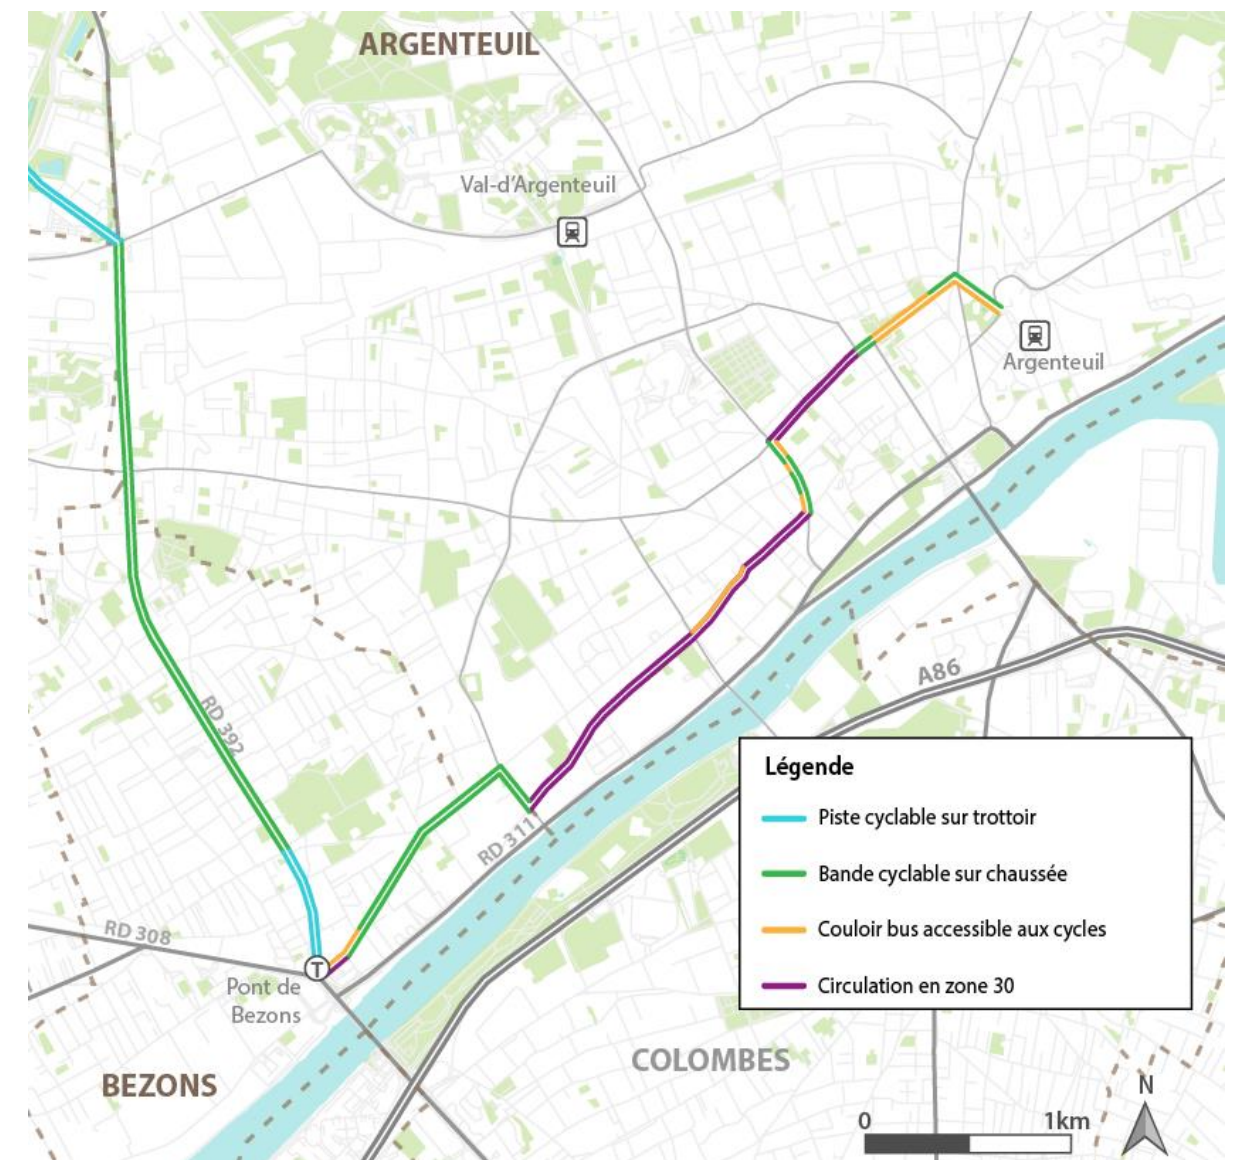 ARGENTEUIL
Val-d'Argenteuil
Argenteuil
A86
RD 392
Légende
Piste cyclable sur trottoir
Bande cyclable sur chaussée
Couloir bus accessible aux cycles
Circulation en zone 30
RD 311
RD 308
T
Pont de
Bezons
COLOMBES
BEZONS
N
0 1km